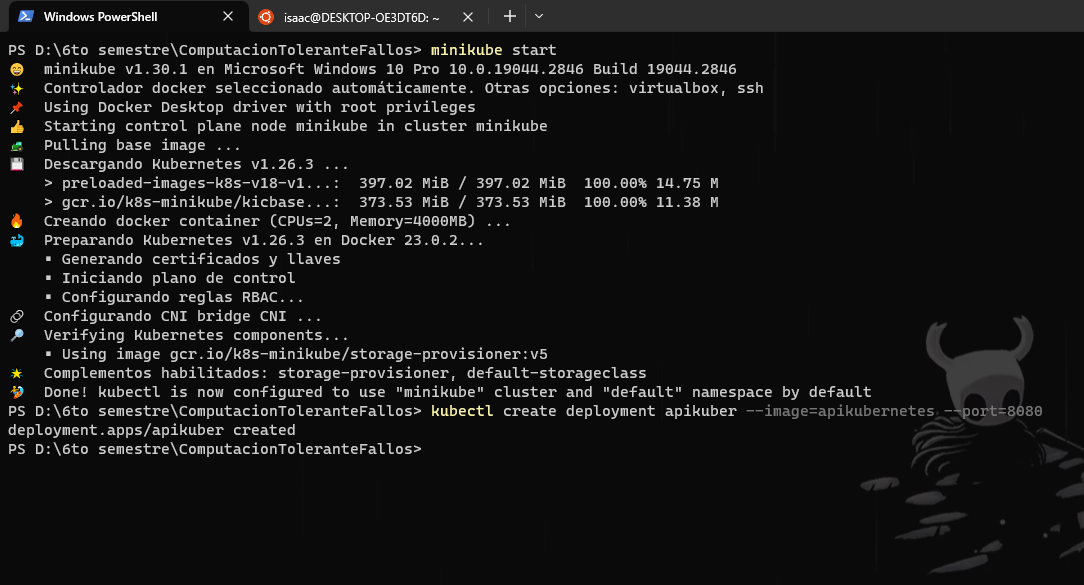 Windows PowerShell
isaac@DESKTOP-OE3DT6D: ~
PS D:\6to semestre\ComputacionToleranteFallos> minikube start
minikube v1.30.1 en Microsoft Windows 10 Pro 10.0.19044.2846 Build 19044.2846
Controlador docker seleccionado automáticamente. Otras opciones: virtualbox, ssh
Using Docker Desktop driver with root privileges
Starting control plane node minikube in cluster minikube
Pulling base image ...
Descargando Kubernetes v1.26.3 ...
> preloaded-images-k8s-v18-v1...:  397.02 MiB / 397.02 MiB  100.00% 14.75 M
> gcr.io/k8s-minikube/kicbase...:  373.53 MiB / 373.53 MiB  100.00% 11.38 M
Creando docker container (CPUs=2, Memory=4000MB) ...
Preparando Kubernetes v1.26.3 en Docker 23.0.2...
▪ Generando certificados y llaves
▪ Iniciando plano de control
▪ Configurando reglas RBAC...
Configurando CNI bridge CNI ...
Verifying Kubernetes components...
▪ Using image gcr.io/k8s-minikube/storage-provisioner:v5
Complementos habilitados: storage-provisioner, default-storageclass
Done! kubectl is now configured to use "minikube" cluster and "default" namespace by default
PS D:\6to semestre\ComputacionToleranteFallos> kubectl create deployment apikuber --image=apikubernetes --port=8080
deployment.apps/apikuber created
PS D:\6to semestre\ComputacionToleranteFallos>